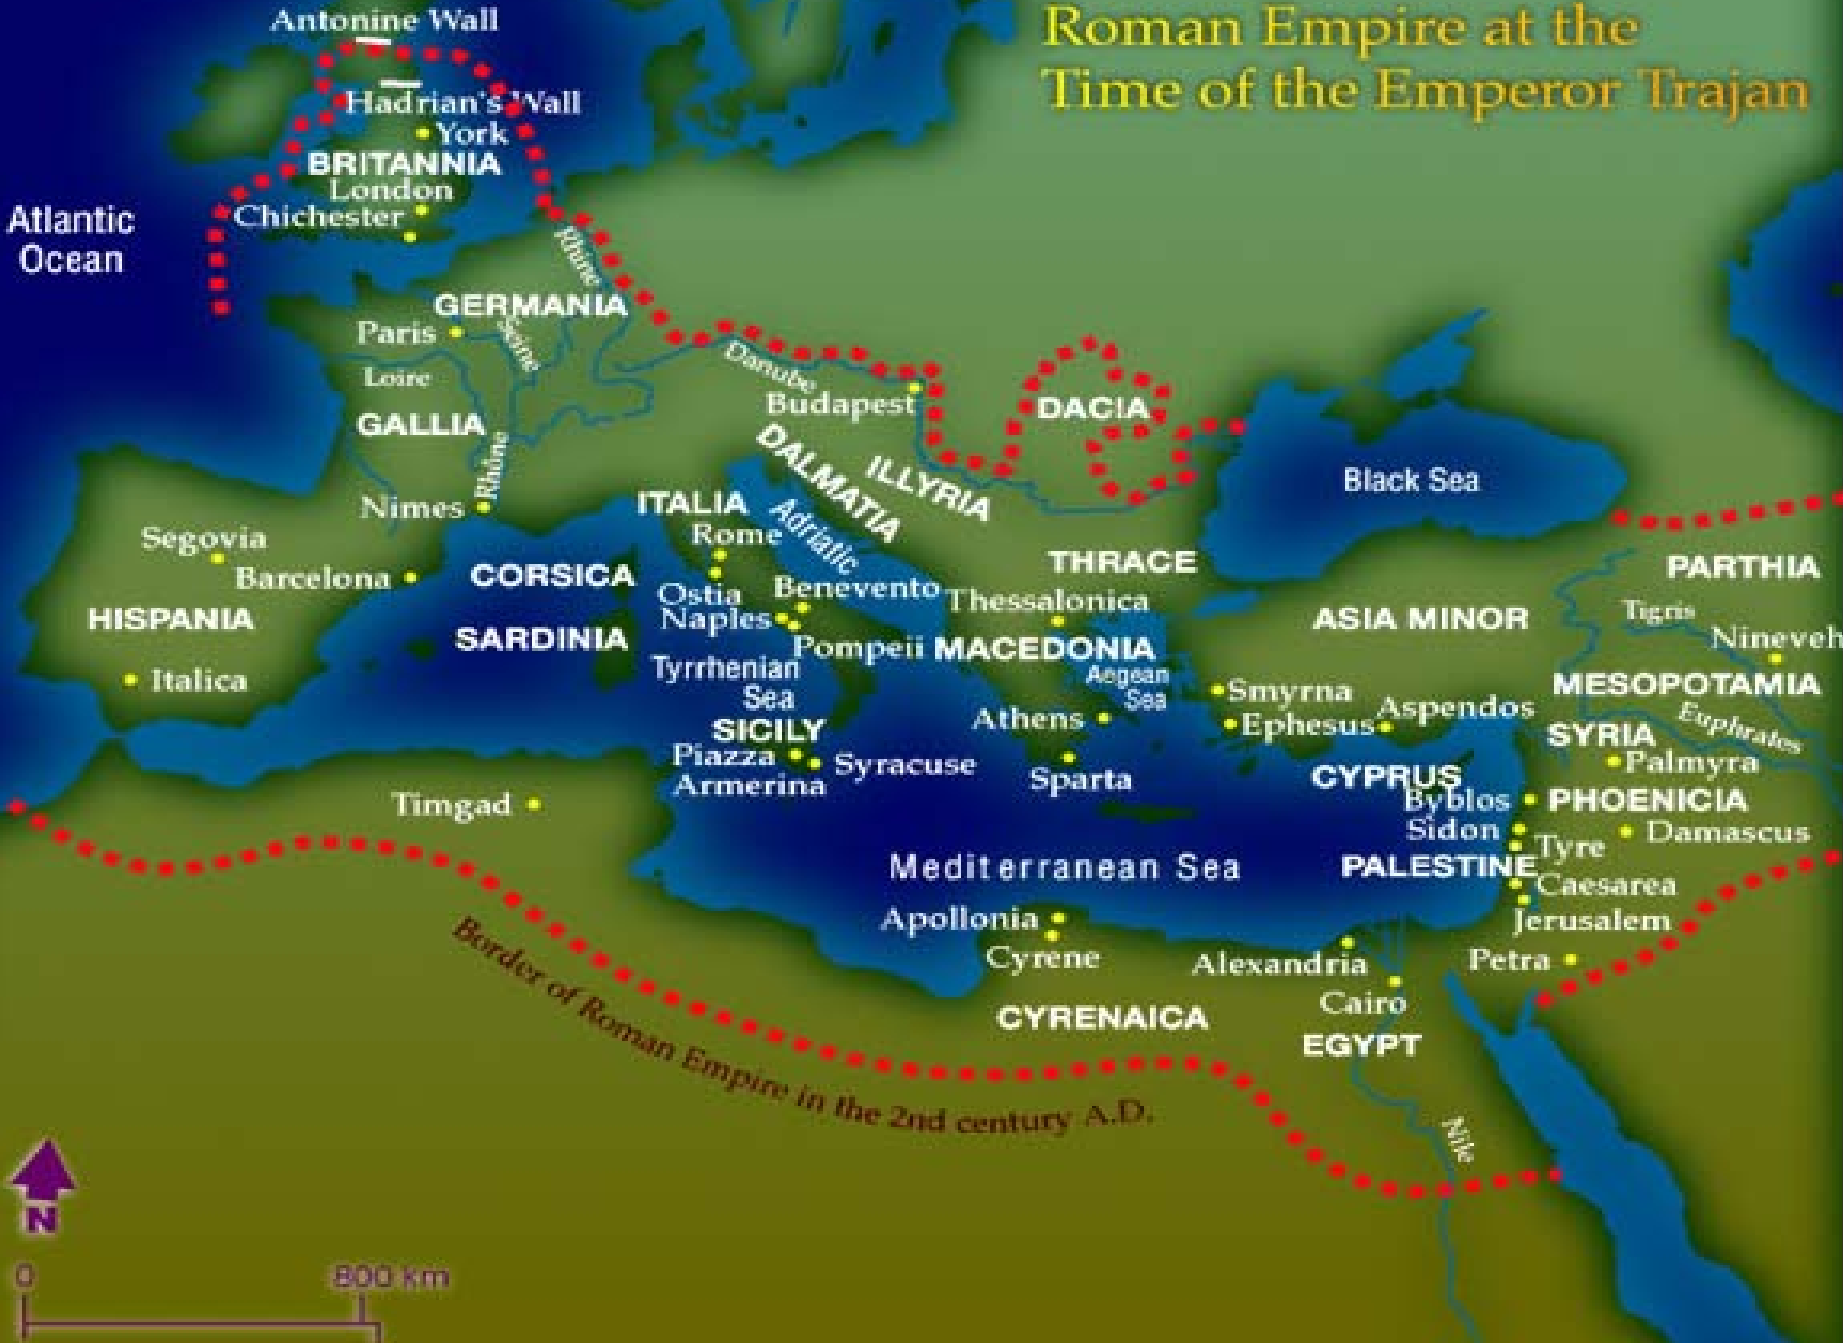 Roman Empire at the
Time of the Emperor Trajan
Antonine Wall
Hadrian's Wall
York
BRITANNIA
London
Chichester
Atlantic
Ocean
Rhine
GERMANIA
Paris
Seine
Loire
GALLIA
Rhône
Nimes
Danube
Budapest
DACIA
DALMATIA
ILLYRIA
Black Sea
ITALIA
Rome
Adriatic
Segovia
Barcelona
HISPANIA
Italica
CORSICA
SARDINIA
Ostia
Naples
Benevento
Pompeii
Tyrrhenian
Sea
THRACE
Thessalonica
MACEDONIA
Aegean
Sea
PARTHIA
ASIA MINOR
Tigris
Nineveh
MESOPOTAMIA
Euphrates
Smyrna
Ephesus
Aspendos
SYRIA
Palmyra
Athens
Sparta
SICILY
Piazza
Armerina
Syracuse
Timgad
CYPRUS
Byblos
PHOENICIA
Sidon
Tyre
Damascus
PALESTINE
Caesarea
Jerusalem
Petra
Mediterranean Sea
Apollonia
Cyrene
Alexandria
Cairo
CYRENAICA
EGYPT
Nile
Border of Roman Empire in the 2nd century A.D.
N
0
800 km